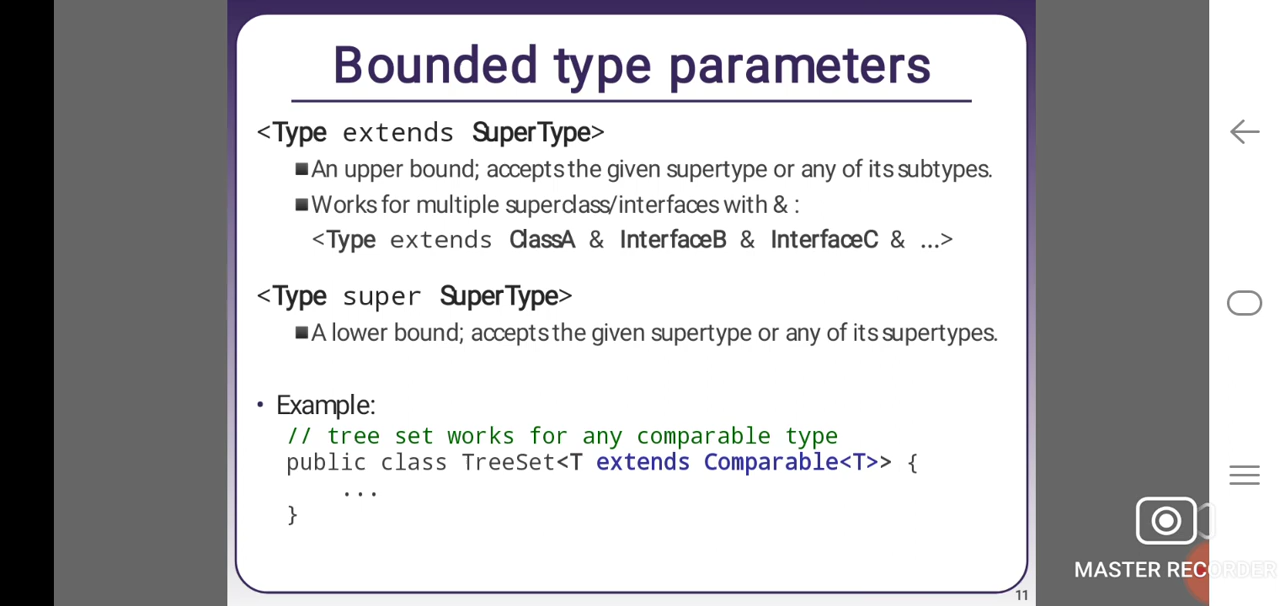 Bounded type parameters
<Type extends SuperType>
■ An upper bound; accepts the given supertype or any of its subtypes.
■ Works for multiple superclass/interfaces with & :
<Type extends ClassA & InterfaceB & InterfaceC & ...>
<Type super SuperType>
■ A lower bound; accepts the given supertype or any of its supertypes.
• Example:
// tree set works for any comparable type
public class TreeSet<T extends Comparable<T>> {
...
}
11
MASTER RECORDER